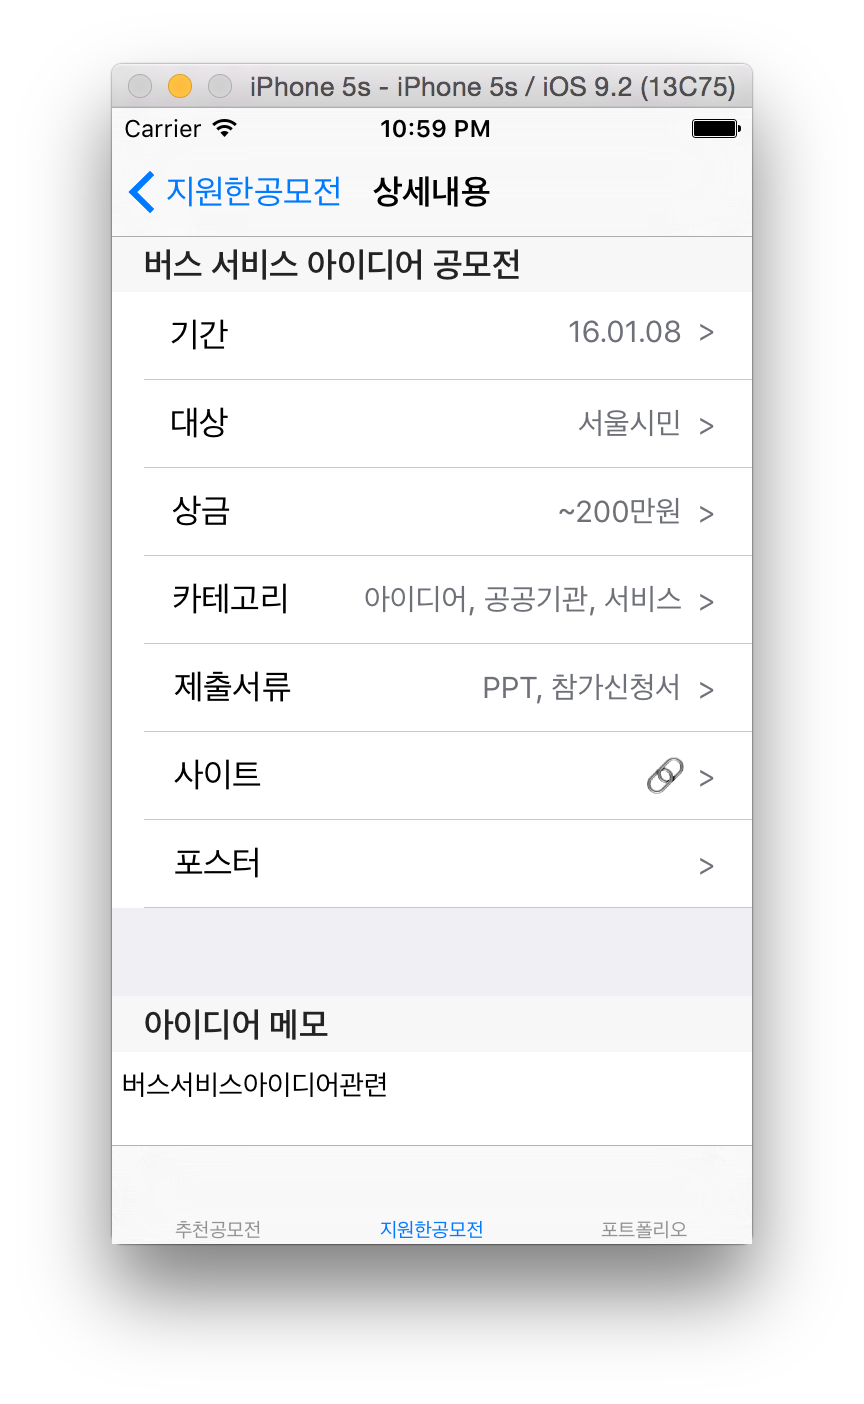 iPhone 5s - iPhone 5s / iOS 9.2 (13C75)
Carrier 10:59 PM
지원한공모전 상세내용
버스 서비스 아이디어 공모전
기간 16.01.08 >
대상 서울시민 >
상금 ~200만원 >
카테고리 아이디어, 공공기관, 서비스 >
제출서류 PPT, 참가신청서 >
사이트 >
포스터 >
아이디어 메모
버스서비스아이디어관련
추천공모전 지원한공모전 포트폴리오